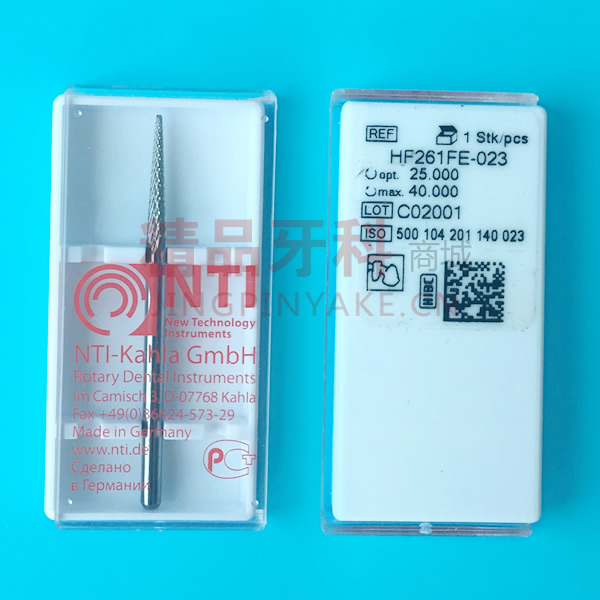 NTI
New Technology
Instruments
NTI-Kahla GmbH
Rotary Dental Instruments
Im Camisch 3, D-07768 Kahla
Fax +49(0)36424-573-29
Made in Germany
www.nti.de
Сделано
в Германии
РСТ
REF
1 Stk/pcs
HF261FE-023
opt. 25.000
max. 40.000
LOT C02001
ISO 500 104 201 140 023
HIBC
精品牙科商城
JINGPINYAKE.CN